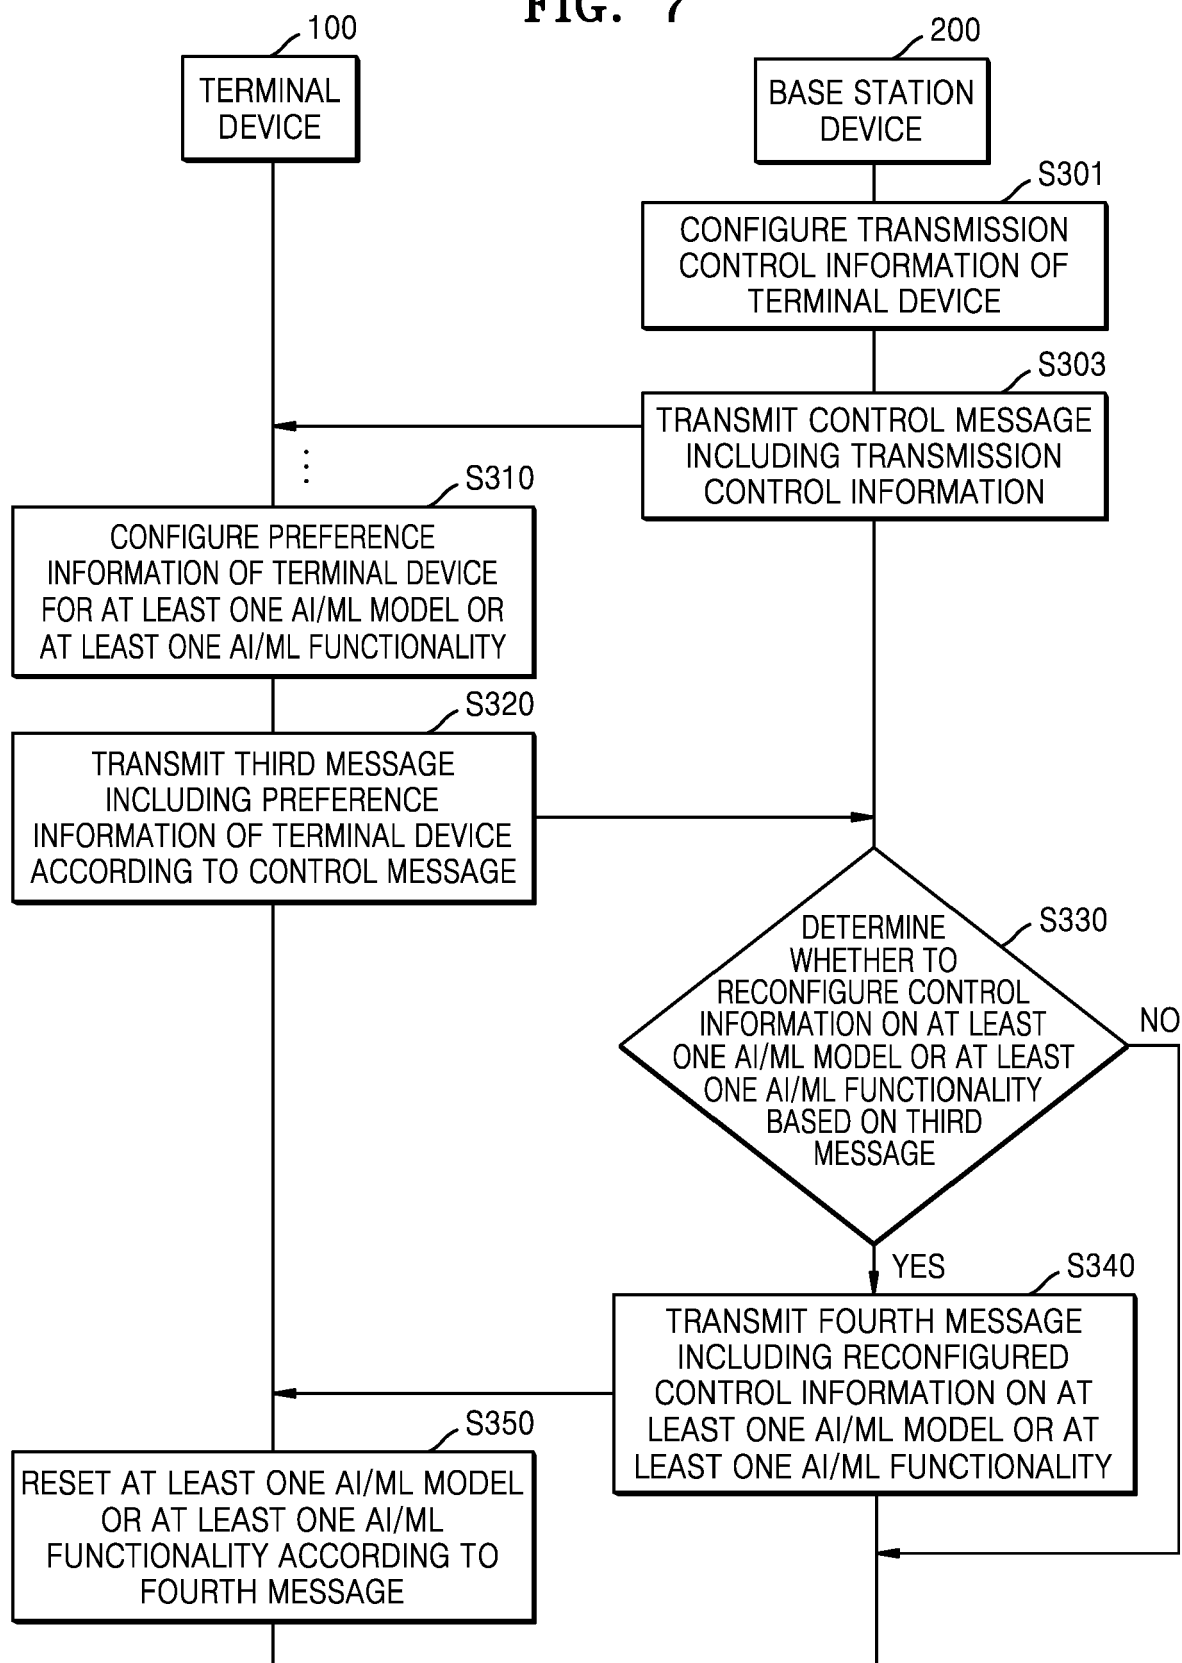 FIG. 7
100
200
TERMINAL
DEVICE
BASE STATION
DEVICE
S301
CONFIGURE TRANSMISSION
CONTROL INFORMATION OF
TERMINAL DEVICE
S303
TRANSMIT CONTROL MESSAGE
INCLUDING TRANSMISSION
CONTROL INFORMATION
S310
CONFIGURE PREFERENCE
INFORMATION OF TERMINAL DEVICE
FOR AT LEAST ONE AI/ML MODEL OR
AT LEAST ONE AI/ML FUNCTIONALITY
S320
TRANSMIT THIRD MESSAGE
INCLUDING PREFERENCE
INFORMATION OF TERMINAL DEVICE
ACCORDING TO CONTROL MESSAGE
S330
DETERMINE
WHETHER TO
RECONFIGURE CONTROL
INFORMATION ON AT LEAST
ONE AI/ML MODEL OR AT LEAST
ONE AI/ML FUNCTIONALITY
BASED ON THIRD
MESSAGE
NO
YES
S340
TRANSMIT FOURTH MESSAGE
INCLUDING RECONFIGURED
CONTROL INFORMATION ON AT
LEAST ONE AI/ML MODEL OR AT
LEAST ONE AI/ML FUNCTIONALITY
S350
RESET AT LEAST ONE AI/ML MODEL
OR AT LEAST ONE AI/ML
FUNCTIONALITY ACCORDING TO
FOURTH MESSAGE